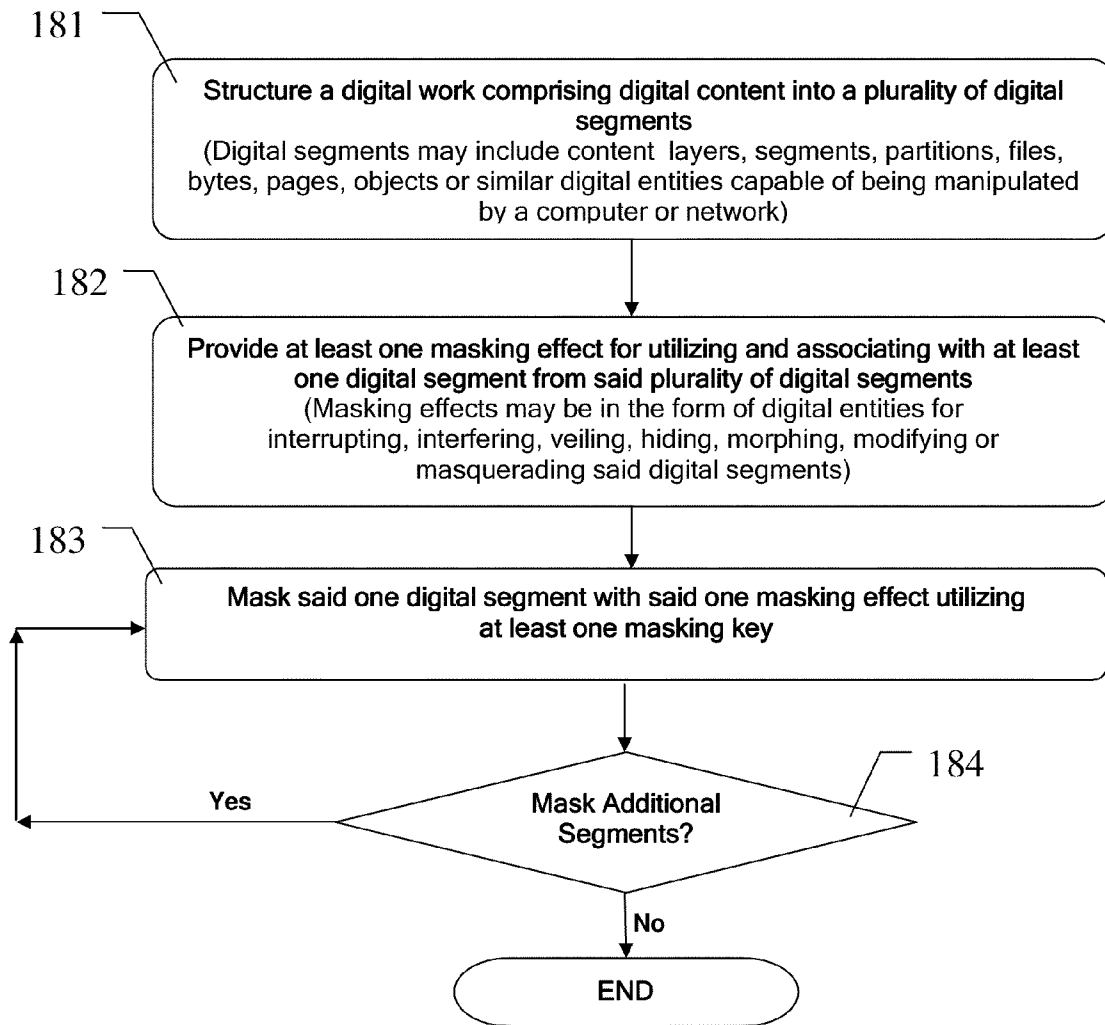 181
Structure a digital work comprising digital content into a plurality of digital
segments
(Digital segments may include content layers, segments, partitions, files,
bytes, pages, objects or similar digital entities capable of being manipulated
by a computer or network)
182
Provide at least one masking effect for utilizing and associating with at least
one digital segment from said plurality of digital segments
(Masking effects may be in the form of digital entities for
interrupting, interfering, veiling, hiding, morphing, modifying or
masquerading said digital segments)
183
Mask said one digital segment with said one masking effect utilizing
at least one masking key
184
Yes
Mask Additional
Segments?
No
END